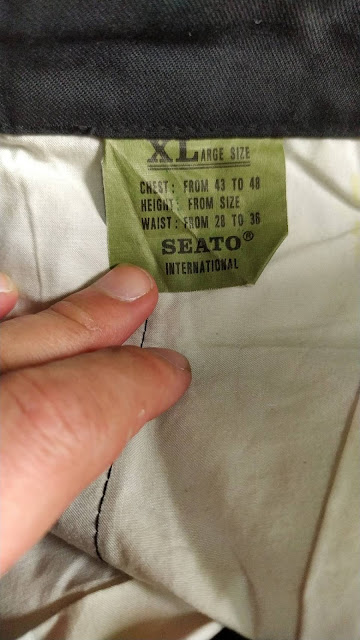 XL ARGE SIZE
CHEST: FROM 43 TO 48
HEIGHT: FROM SIZE
WAIST: FROM 28 TO 36
SEATO®
INTERNATIONAL